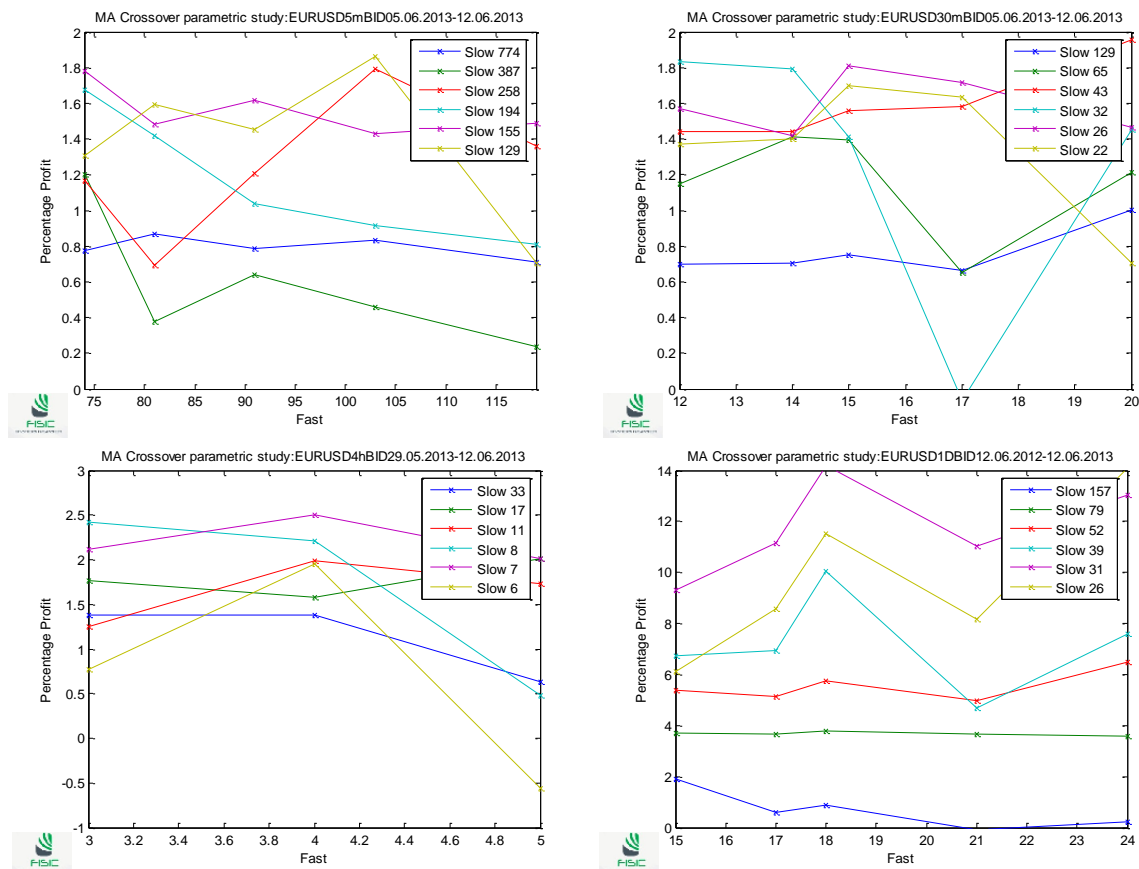 MA Crossover parametric study:EURUSD5mBID05.06.2013-12.06.2013
2
1.8
1.6
1.4
1.2
1
0.8
0.6
0.4
0.2
0
Percentage Profit
Slow 774
Slow 387
Slow 258
Slow 194
Slow 155
Slow 129
75 80 85 90 95 100 105 110 115
Fast
FISIC
MA Crossover parametric study:EURUSD30mBID05.06.2013-12.06.2013
2
1.8
1.6
1.4
1.2
1
0.8
0.6
0.4
0.2
0
Percentage Profit
Slow 129
Slow 65
Slow 43
Slow 32
Slow 26
Slow 22
12 13 14 15 16 17 18 19 20
Fast
FISIC
MA Crossover parametric study:EURUSD4hBID29.05.2013-12.06.2013
3
2.5
2
1.5
1
0.5
0
-0.5
-1
Percentage Profit
Slow 33
Slow 17
Slow 11
Slow 8
Slow 7
Slow 6
3 3.2 3.4 3.6 3.8 4 4.2 4.4 4.6 4.8 5
Fast
FISIC
MA Crossover parametric study:EURUSD1DBID12.06.2012-12.06.2013
14
12
10
8
6
4
2
0
Percentage Profit
Slow 157
Slow 79
Slow 52
Slow 39
Slow 31
Slow 26
15 16 17 18 19 20 21 22 23 24
Fast
FISIC